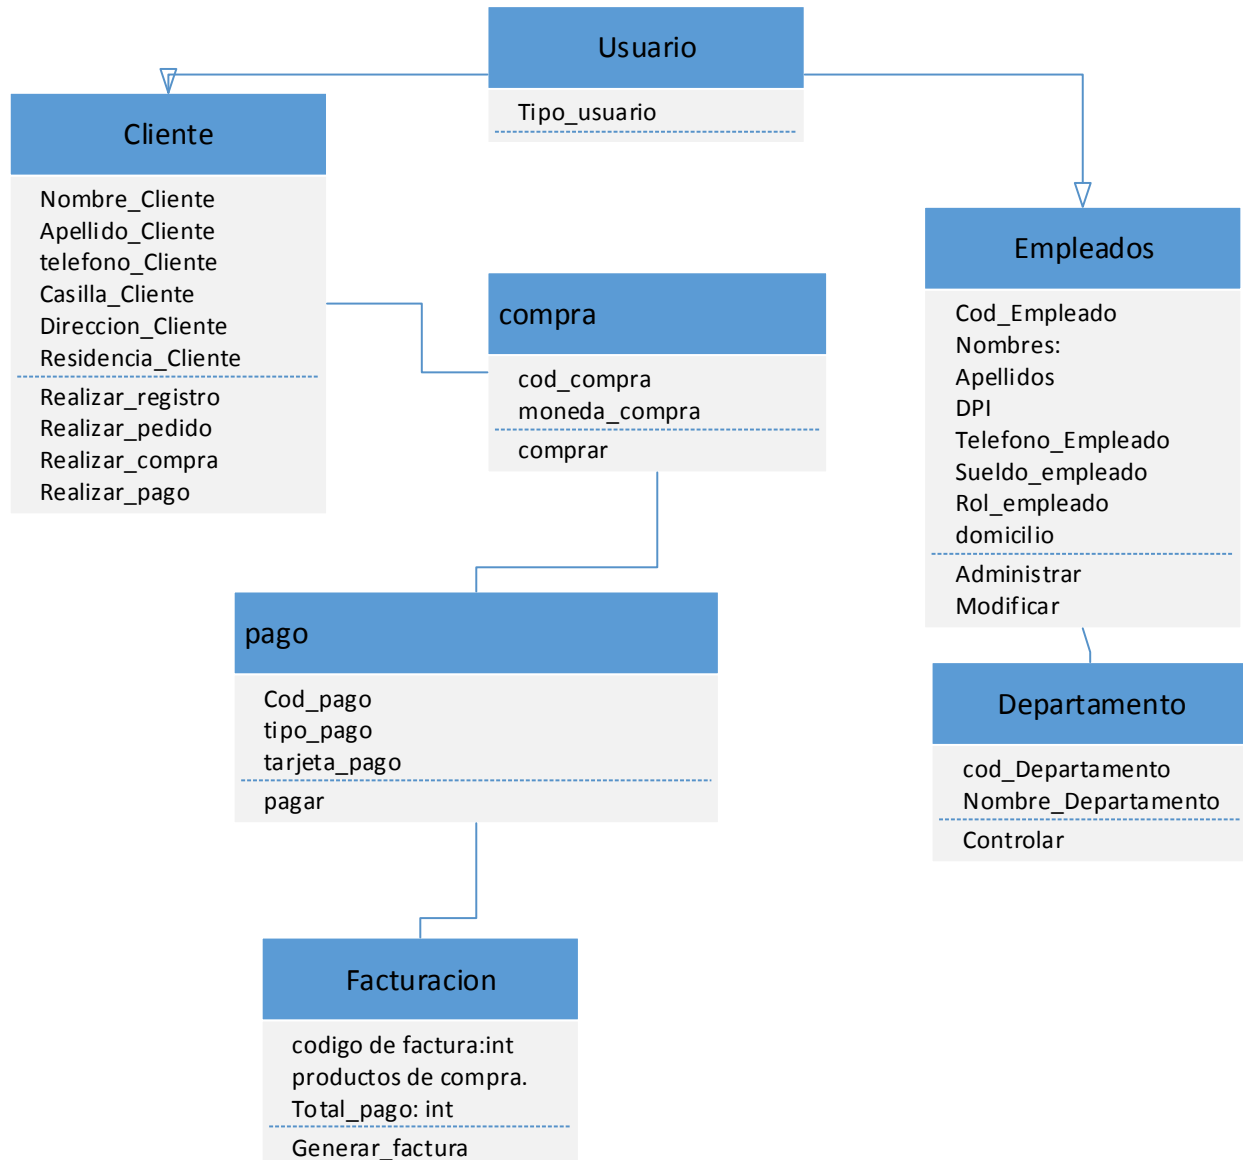 Usuario
Tipo_usuario
Cliente
Nombre_Cliente
Apellido_Cliente
telefono_Cliente
Casilla_Cliente
Direccion_Cliente
Residencia_Cliente
Realizar_registro
Realizar_pedido
Realizar_compra
Realizar_pago
compra
cod_compra
moneda_compra
comprar
Empleados
Cod_Empleado
Nombres:
Apellidos
DPI
Telefono_Empleado
Sueldo_empleado
Rol_empleado
domicilio
Administrar
Modificar
pago
Cod_pago
tipo_pago
tarjeta_pago
pagar
Departamento
cod_Departamento
Nombre_Departamento
Controlar
Facturacion
codigo de factura:int
productos de compra.
Total_pago: int
Generar_factura